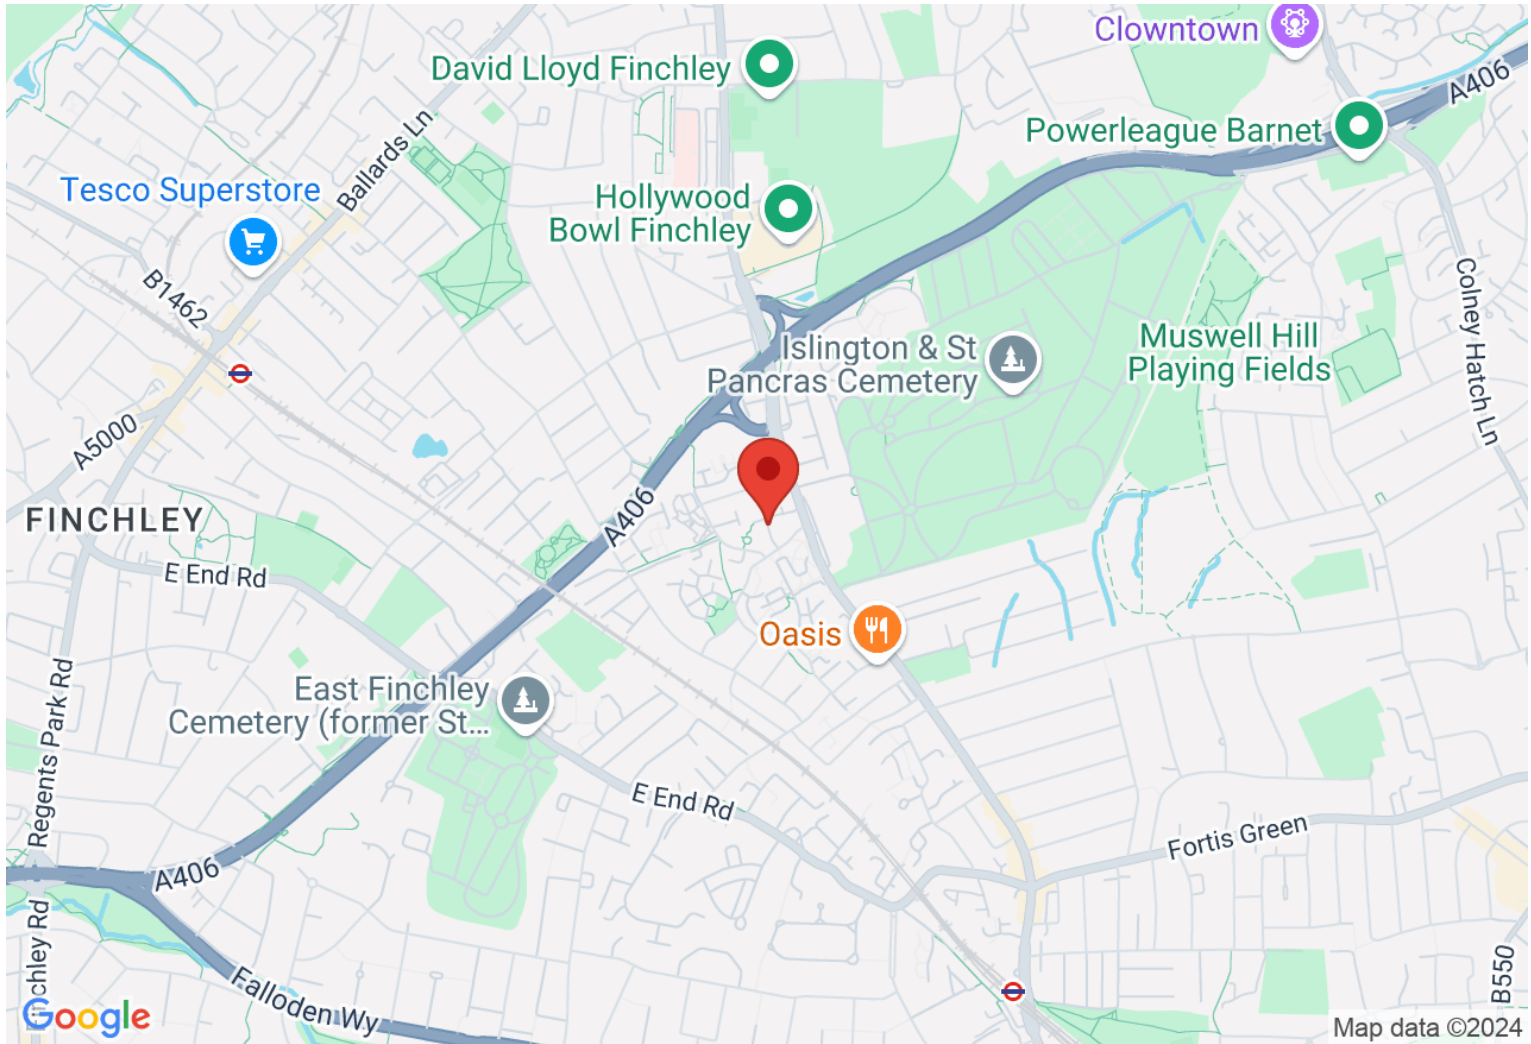 Clowntown
David Lloyd Finchley
A406
Powerleague Barnet
Ballards Ln
Tesco Superstore
Hollywood
Bowl Finchley
B1462
Colney Hatch Ln
Islington & St
Pancras Cemetery
Muswell Hill
Playing Fields
A5000
FINCHLEY
A406
E End Rd
Oasis
East Finchley
Cemetery (former St...
Regents Park Rd
E End Rd
Fortis Green
A406
chley Rd
Falloden Wy
B550
Google
Map data ©2024